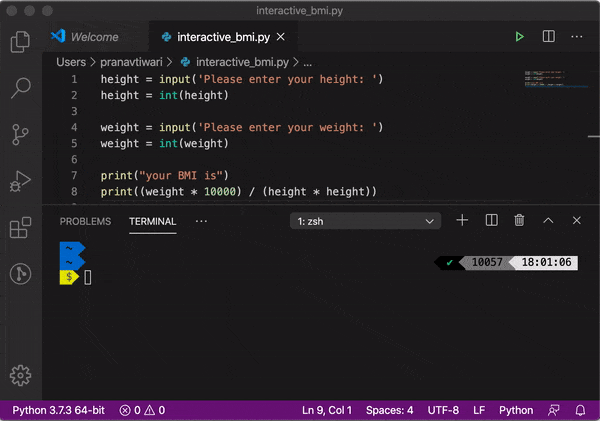 interactive_bmi.py
Welcome
interactive_bmi.py
Users > pranavtiwari > interactive_bmi.py > ...
1 height = input('Please enter your height: ')
2 height = int(height)
3
4 weight = input('Please enter your weight: ')
5 weight = int(weight)
6
7 print("your BMI is")
8 print((weight * 10000) / (height * height))
PROBLEMS TERMINAL ... 1: zsh
~
~ ✔ 10057 18:01:06
$
Python 3.7.3 64-bit 0 0 Ln 9, Col 1 Spaces: 4 UTF-8 LF Python